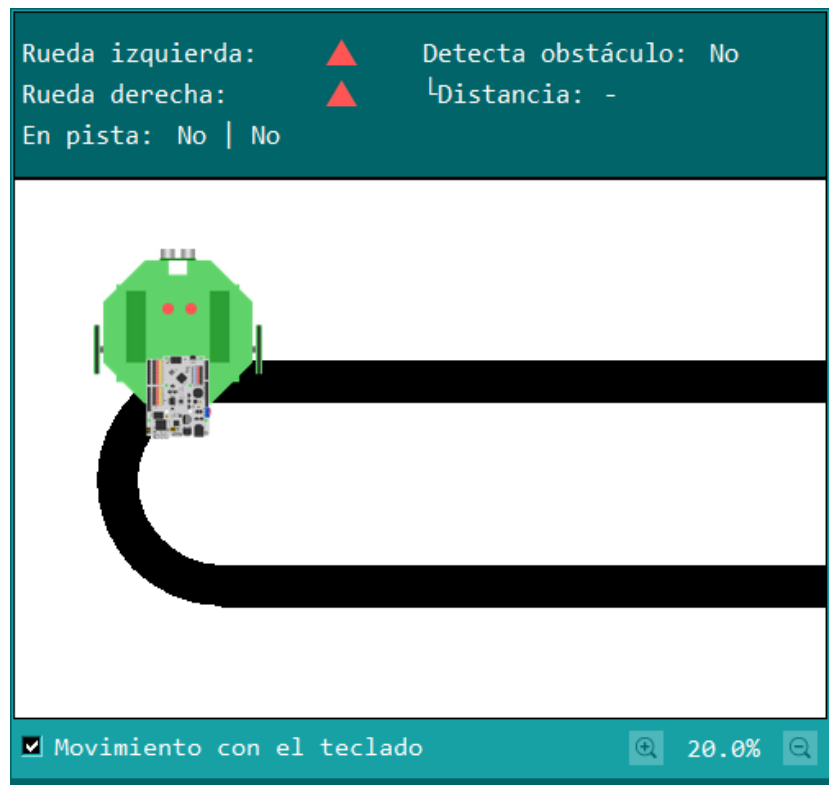 Rueda izquierda:
Detecta obstáculo: No
Rueda derecha:
└Distancia: -
En pista: No | No
Movimiento con el teclado
20.0%